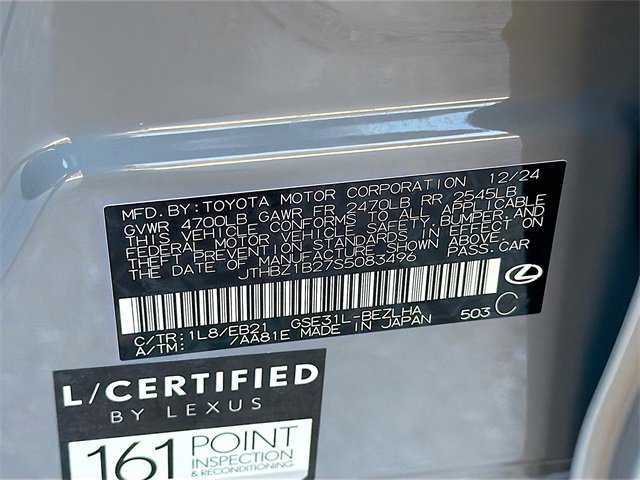 MFD. BY: TOYOTA MOTOR CORPORATION 12/24
GVWR 4700LB GAWR FR 2470LB RR 2545LB
THIS VEHICLE CONFORMS TO ALL APPLICABLE
FEDERAL MOTOR VEHICLE SAFETY, BUMPER, AND
THEFT PREVENTION STANDARDS IN EFFECT ON
THE DATE OF MANUFACTURE SHOWN ABOVE.
JTHBZ1B27S5083496 PASS. CAR
C/TR: 1L8/EB21 GSE31L-BEZLHA 503 C
A/TM: /AA81E MADE IN JAPAN
L/CERTIFIED
BY LEXUS
161 POINT
INSPECTION
& RECONDITIONING